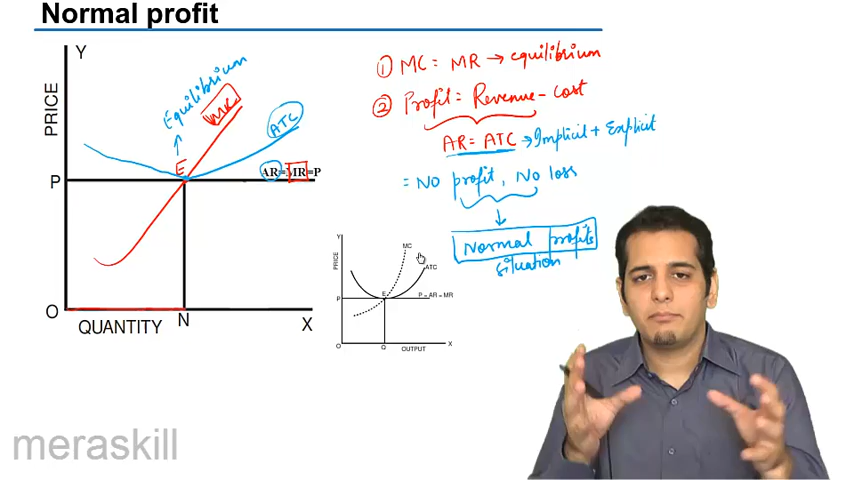 Normal profit
Y
PRICE
Equilibrium
MC
ATC
E
P
AR=MR=P
O
QUANTITY
N
X
① MC = MR → equilibrium
② Profit = Revenue - cost
AR = ATC → Implicit + Explicit
= NO profit, No loss
Normal profits
situation
Y
PRICE
MC
ATC
E
P
P = AR = MR
O
Q
OUTPUT
X
meraskill